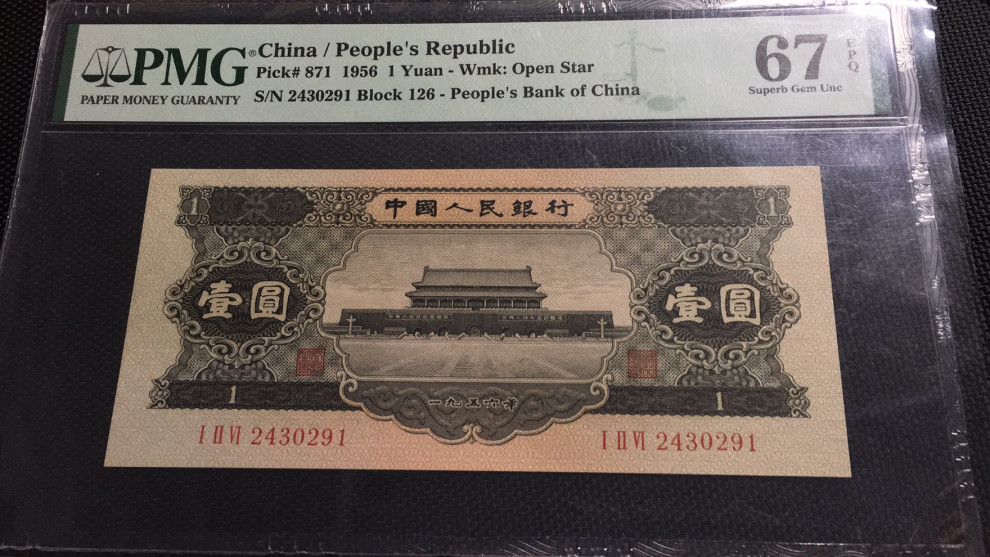 PMG® China / People's Republic
Pick# 871 1956 1 Yuan - Wmk: Open Star
PAPER MONEY GUARANTY
S/N 2430291 Block 126 - People's Bank of China
67 EPQ
Superb Gem Unc
1 中國人民銀行 1
壹圓 壹圓
1 一九五六年 1
I II VI 2430291 I II VI 2430291